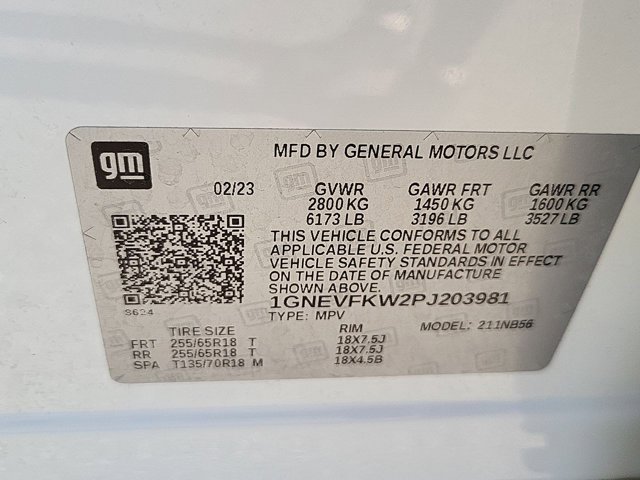 gm
MFD BY GENERAL MOTORS LLC
02/23 GVWR GAWR FRT GAWR RR
2800 KG 1450 KG 1600 KG
6173 LB 3196 LB 3527 LB
THIS VEHICLE CONFORMS TO ALL
APPLICABLE U.S. FEDERAL MOTOR
VEHICLE SAFETY STANDARDS IN EFFECT
ON THE DATE OF MANUFACTURE
SHOWN ABOVE.
1GNEVFKW2PJ203981
S624
TYPE: MPV MODEL: 211NB56
TIRE SIZE RIM
FRT 255/65R18 T 18X7.5J
RR 255/65R18 T 18X7.5J
SPA T135/70R18 M 18X4.5B